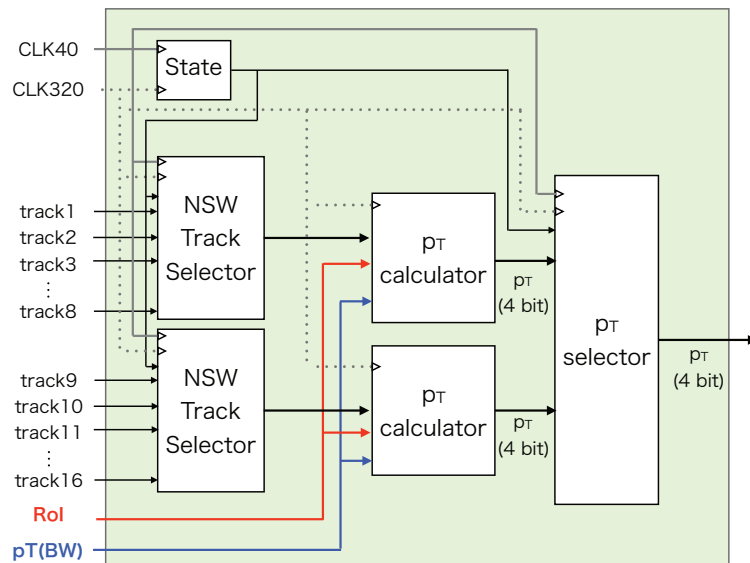 CLK40
State
CLK320
NSW
Track
Selector
track1
track2
track3
⋮
track8
pT
calculator
pT
(4 bit)
pT
selector
pT
(4 bit)
NSW
Track
Selector
track9
track10
track11
⋮
track16
pT
calculator
pT
(4 bit)
RoI
pT(BW)